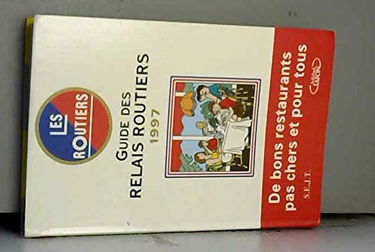 LES
ROUTIERS
GUIDE DES
RELAIS ROUTIERS
1997
De bons restaurants
pas chers et pour tous
S.E.J.T.